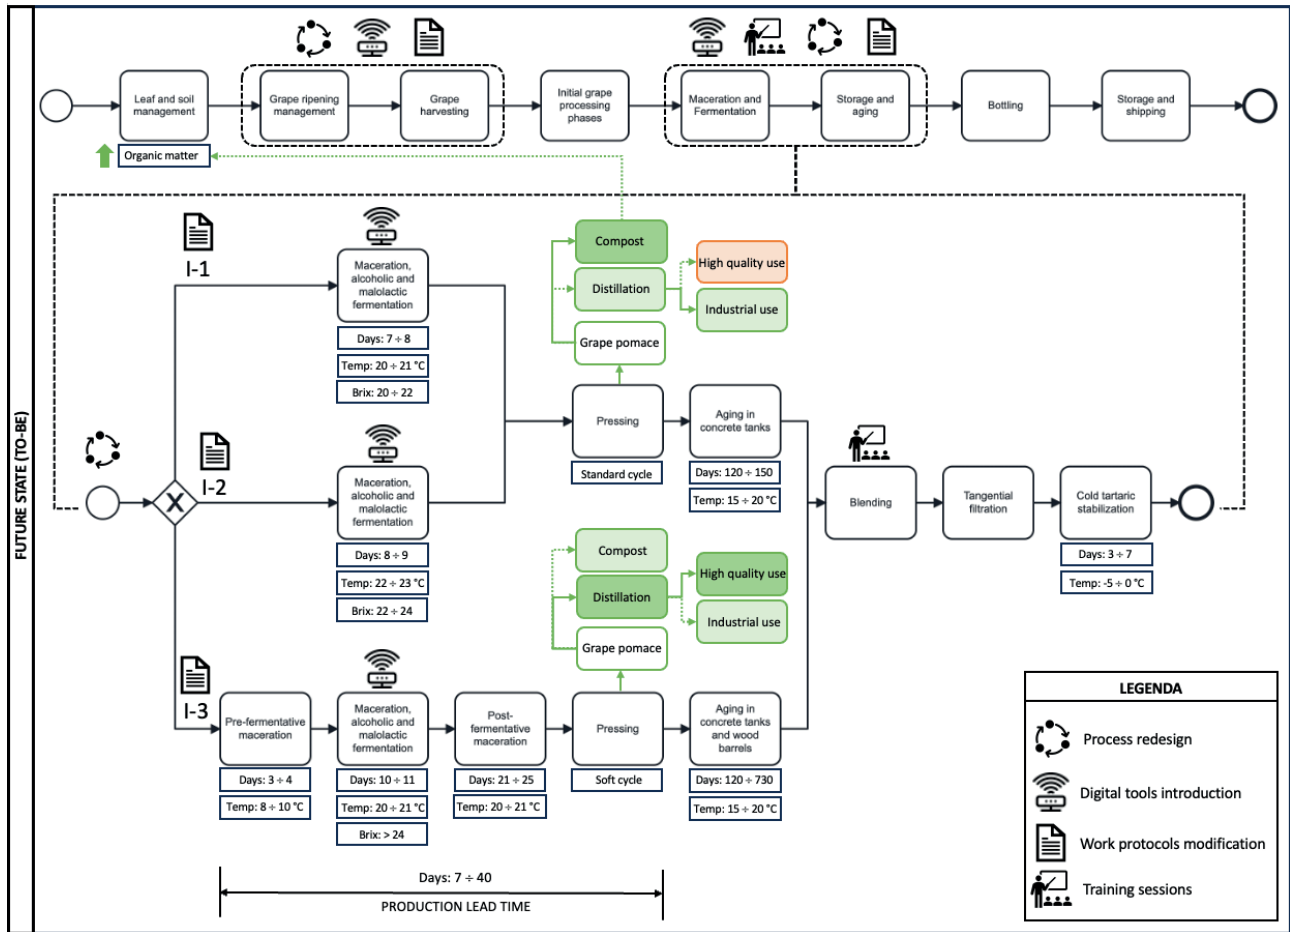 FUTURE STATE (TO-BE)
Leaf and soil
management
Grape ripening
management
Grape
harvesting
Initial grape
processing
phases
Maceration and
Fermentation
Storage and
aging
Bottling
Storage and
shipping
Organic matter
I-1
Maceration,
alcoholic and
malolactic
fermentation
Days: 7 ÷ 8
Temp: 20 ÷ 21 °C
Brix: 20 ÷ 22
Compost
Distillation
High quality use
Industrial use
Grape pomace
Pressing
Standard cycle
Aging in
concrete tanks
Days: 120 ÷ 150
Temp: 15 ÷ 20 °C
X
I-2
Maceration,
alcoholic and
malolactic
fermentation
Days: 8 ÷ 9
Temp: 22 ÷ 23 °C
Brix: 22 ÷ 24
Blending
Tangential
filtration
Cold tartaric
stabilization
Days: 3 ÷ 7
Temp: -5 ÷ 0 °C
Compost
Distillation
High quality use
Industrial use
Grape pomace
I-3
Pre-fermentative
maceration
Days: 3 ÷ 4
Temp: 8 ÷ 10 °C
Maceration,
alcoholic and
malolactic
fermentation
Days: 10 ÷ 11
Temp: 20 ÷ 21 °C
Brix: > 24
Post-
fermentative
maceration
Days: 21 ÷ 25
Temp: 20 ÷ 21 °C
Pressing
Soft cycle
Aging in
concrete tanks
and wood
barrels
Days: 120 ÷ 730
Temp: 15 ÷ 20 °C
Days: 7 ÷ 40
PRODUCTION LEAD TIME
LEGENDA
Process redesign
Digital tools introduction
Work protocols modification
Training sessions